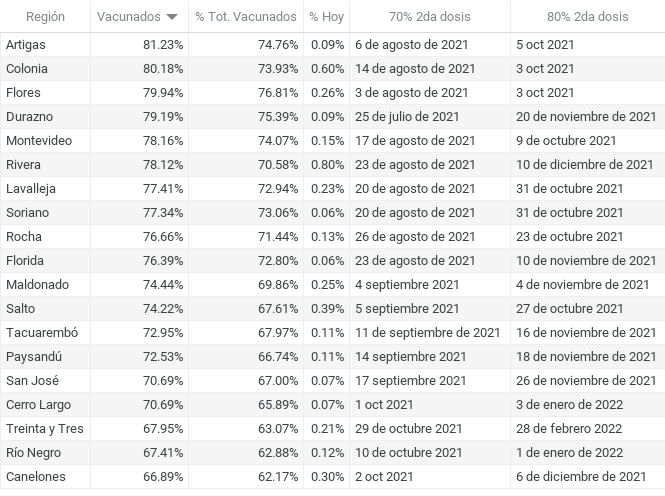 Región Vacunados % Tot. Vacunados % Hoy 70% 2da dosis 80% 2da dosis
Artigas 81.23% 74.76% 0.09% 6 de agosto de 2021 5 oct 2021
Colonia 80.18% 73.93% 0.60% 14 de agosto de 2021 3 oct 2021
Flores 79.94% 76.81% 0.26% 3 de agosto de 2021 3 oct 2021
Durazno 79.19% 75.39% 0.09% 25 de julio de 2021 20 de noviembre de 2021
Montevideo 78.16% 74.07% 0.15% 17 de agosto de 2021 9 de octubre 2021
Rivera 78.12% 70.58% 0.80% 23 de agosto de 2021 10 de diciembre de 2021
Lavalleja 77.41% 72.94% 0.23% 20 de agosto de 2021 31 de octubre 2021
Soriano 77.34% 73.06% 0.06% 20 de agosto de 2021 31 de octubre 2021
Rocha 76.66% 71.44% 0.13% 26 de agosto de 2021 23 de octubre 2021
Florida 76.39% 72.80% 0.06% 23 de agosto de 2021 10 de noviembre de 2021
Maldonado 74.44% 69.86% 0.25% 4 septiembre 2021 4 de noviembre de 2021
Salto 74.22% 67.61% 0.39% 5 septiembre 2021 27 de octubre 2021
Tacuarembó 72.95% 67.97% 0.11% 11 de septiembre de 2021 16 de noviembre de 2021
Paysandú 72.53% 66.74% 0.11% 14 septiembre 2021 18 de noviembre de 2021
San José 70.69% 67.00% 0.07% 17 septiembre 2021 26 de noviembre de 2021
Cerro Largo 70.69% 65.89% 0.07% 1 oct 2021 3 de enero de 2022
Treinta y Tres 67.95% 63.07% 0.21% 29 de octubre de 2021 28 de febrero 2022
Río Negro 67.41% 62.88% 0.12% 10 de octubre 2021 1 de enero de 2022
Canelones 66.89% 62.17% 0.30% 2 oct 2021 6 de diciembre de 2021